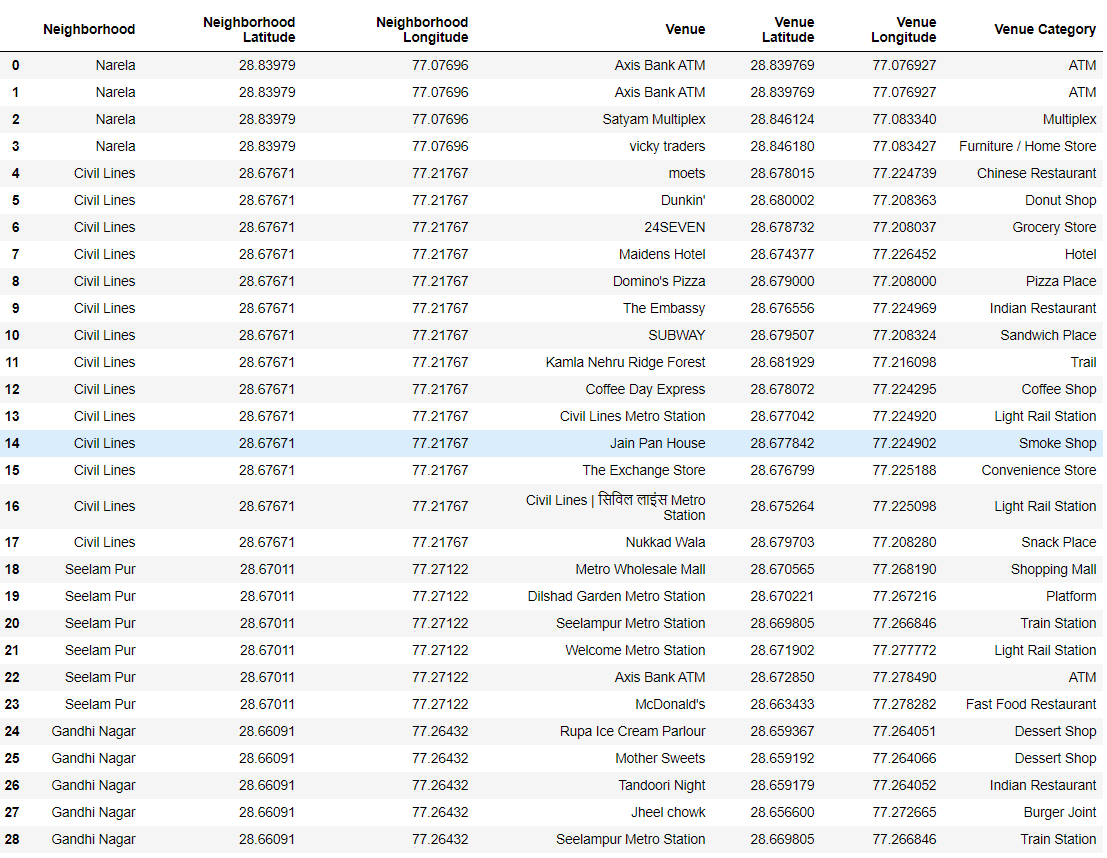 Neighborhood Neighborhood Latitude Neighborhood Longitude Venue Venue Latitude Venue Longitude Venue Category
0 Narela 28.83979 77.07696 Axis Bank ATM 28.839769 77.076927 ATM
1 Narela 28.83979 77.07696 Axis Bank ATM 28.839769 77.076927 ATM
2 Narela 28.83979 77.07696 Satyam Multiplex 28.846124 77.083340 Multiplex
3 Narela 28.83979 77.07696 vicky traders 28.846180 77.083427 Furniture / Home Store
4 Civil Lines 28.67671 77.21767 moets 28.678015 77.224739 Chinese Restaurant
5 Civil Lines 28.67671 77.21767 Dunkin' 28.680002 77.208363 Donut Shop
6 Civil Lines 28.67671 77.21767 24SEVEN 28.678732 77.208037 Grocery Store
7 Civil Lines 28.67671 77.21767 Maidens Hotel 28.674377 77.226452 Hotel
8 Civil Lines 28.67671 77.21767 Domino's Pizza 28.679000 77.208000 Pizza Place
9 Civil Lines 28.67671 77.21767 The Embassy 28.676556 77.224969 Indian Restaurant
10 Civil Lines 28.67671 77.21767 SUBWAY 28.679507 77.208324 Sandwich Place
11 Civil Lines 28.67671 77.21767 Kamla Nehru Ridge Forest 28.681929 77.216098 Trail
12 Civil Lines 28.67671 77.21767 Coffee Day Express 28.678072 77.224295 Coffee Shop
13 Civil Lines 28.67671 77.21767 Civil Lines Metro Station 28.677042 77.224920 Light Rail Station
14 Civil Lines 28.67671 77.21767 Jain Pan House 28.677842 77.224902 Smoke Shop
15 Civil Lines 28.67671 77.21767 The Exchange Store 28.676799 77.225188 Convenience Store
16 Civil Lines 28.67671 77.21767 Civil Lines | सिविल लाइंस Metro Station 28.675264 77.225098 Light Rail Station
17 Civil Lines 28.67671 77.21767 Nukkad Wala 28.679703 77.208280 Snack Place
18 Seelam Pur 28.67011 77.27122 Metro Wholesale Mall 28.670565 77.268190 Shopping Mall
19 Seelam Pur 28.67011 77.27122 Dilshad Garden Metro Station 28.670221 77.267216 Platform
20 Seelam Pur 28.67011 77.27122 Seelampur Metro Station 28.669805 77.266846 Train Station
21 Seelam Pur 28.67011 77.27122 Welcome Metro Station 28.671902 77.277772 Light Rail Station
22 Seelam Pur 28.67011 77.27122 Axis Bank ATM 28.672850 77.278490 ATM
23 Seelam Pur 28.67011 77.27122 McDonald's 28.663433 77.278282 Fast Food Restaurant
24 Gandhi Nagar 28.66091 77.26432 Rupa Ice Cream Parlour 28.659367 77.264051 Dessert Shop
25 Gandhi Nagar 28.66091 77.26432 Mother Sweets 28.659192 77.264066 Dessert Shop
26 Gandhi Nagar 28.66091 77.26432 Tandoori Night 28.659179 77.264052 Indian Restaurant
27 Gandhi Nagar 28.66091 77.26432 Jheel chowk 28.656600 77.272665 Burger Joint
28 Gandhi Nagar 28.66091 77.26432 Seelampur Metro Station 28.669805 77.266846 Train Station